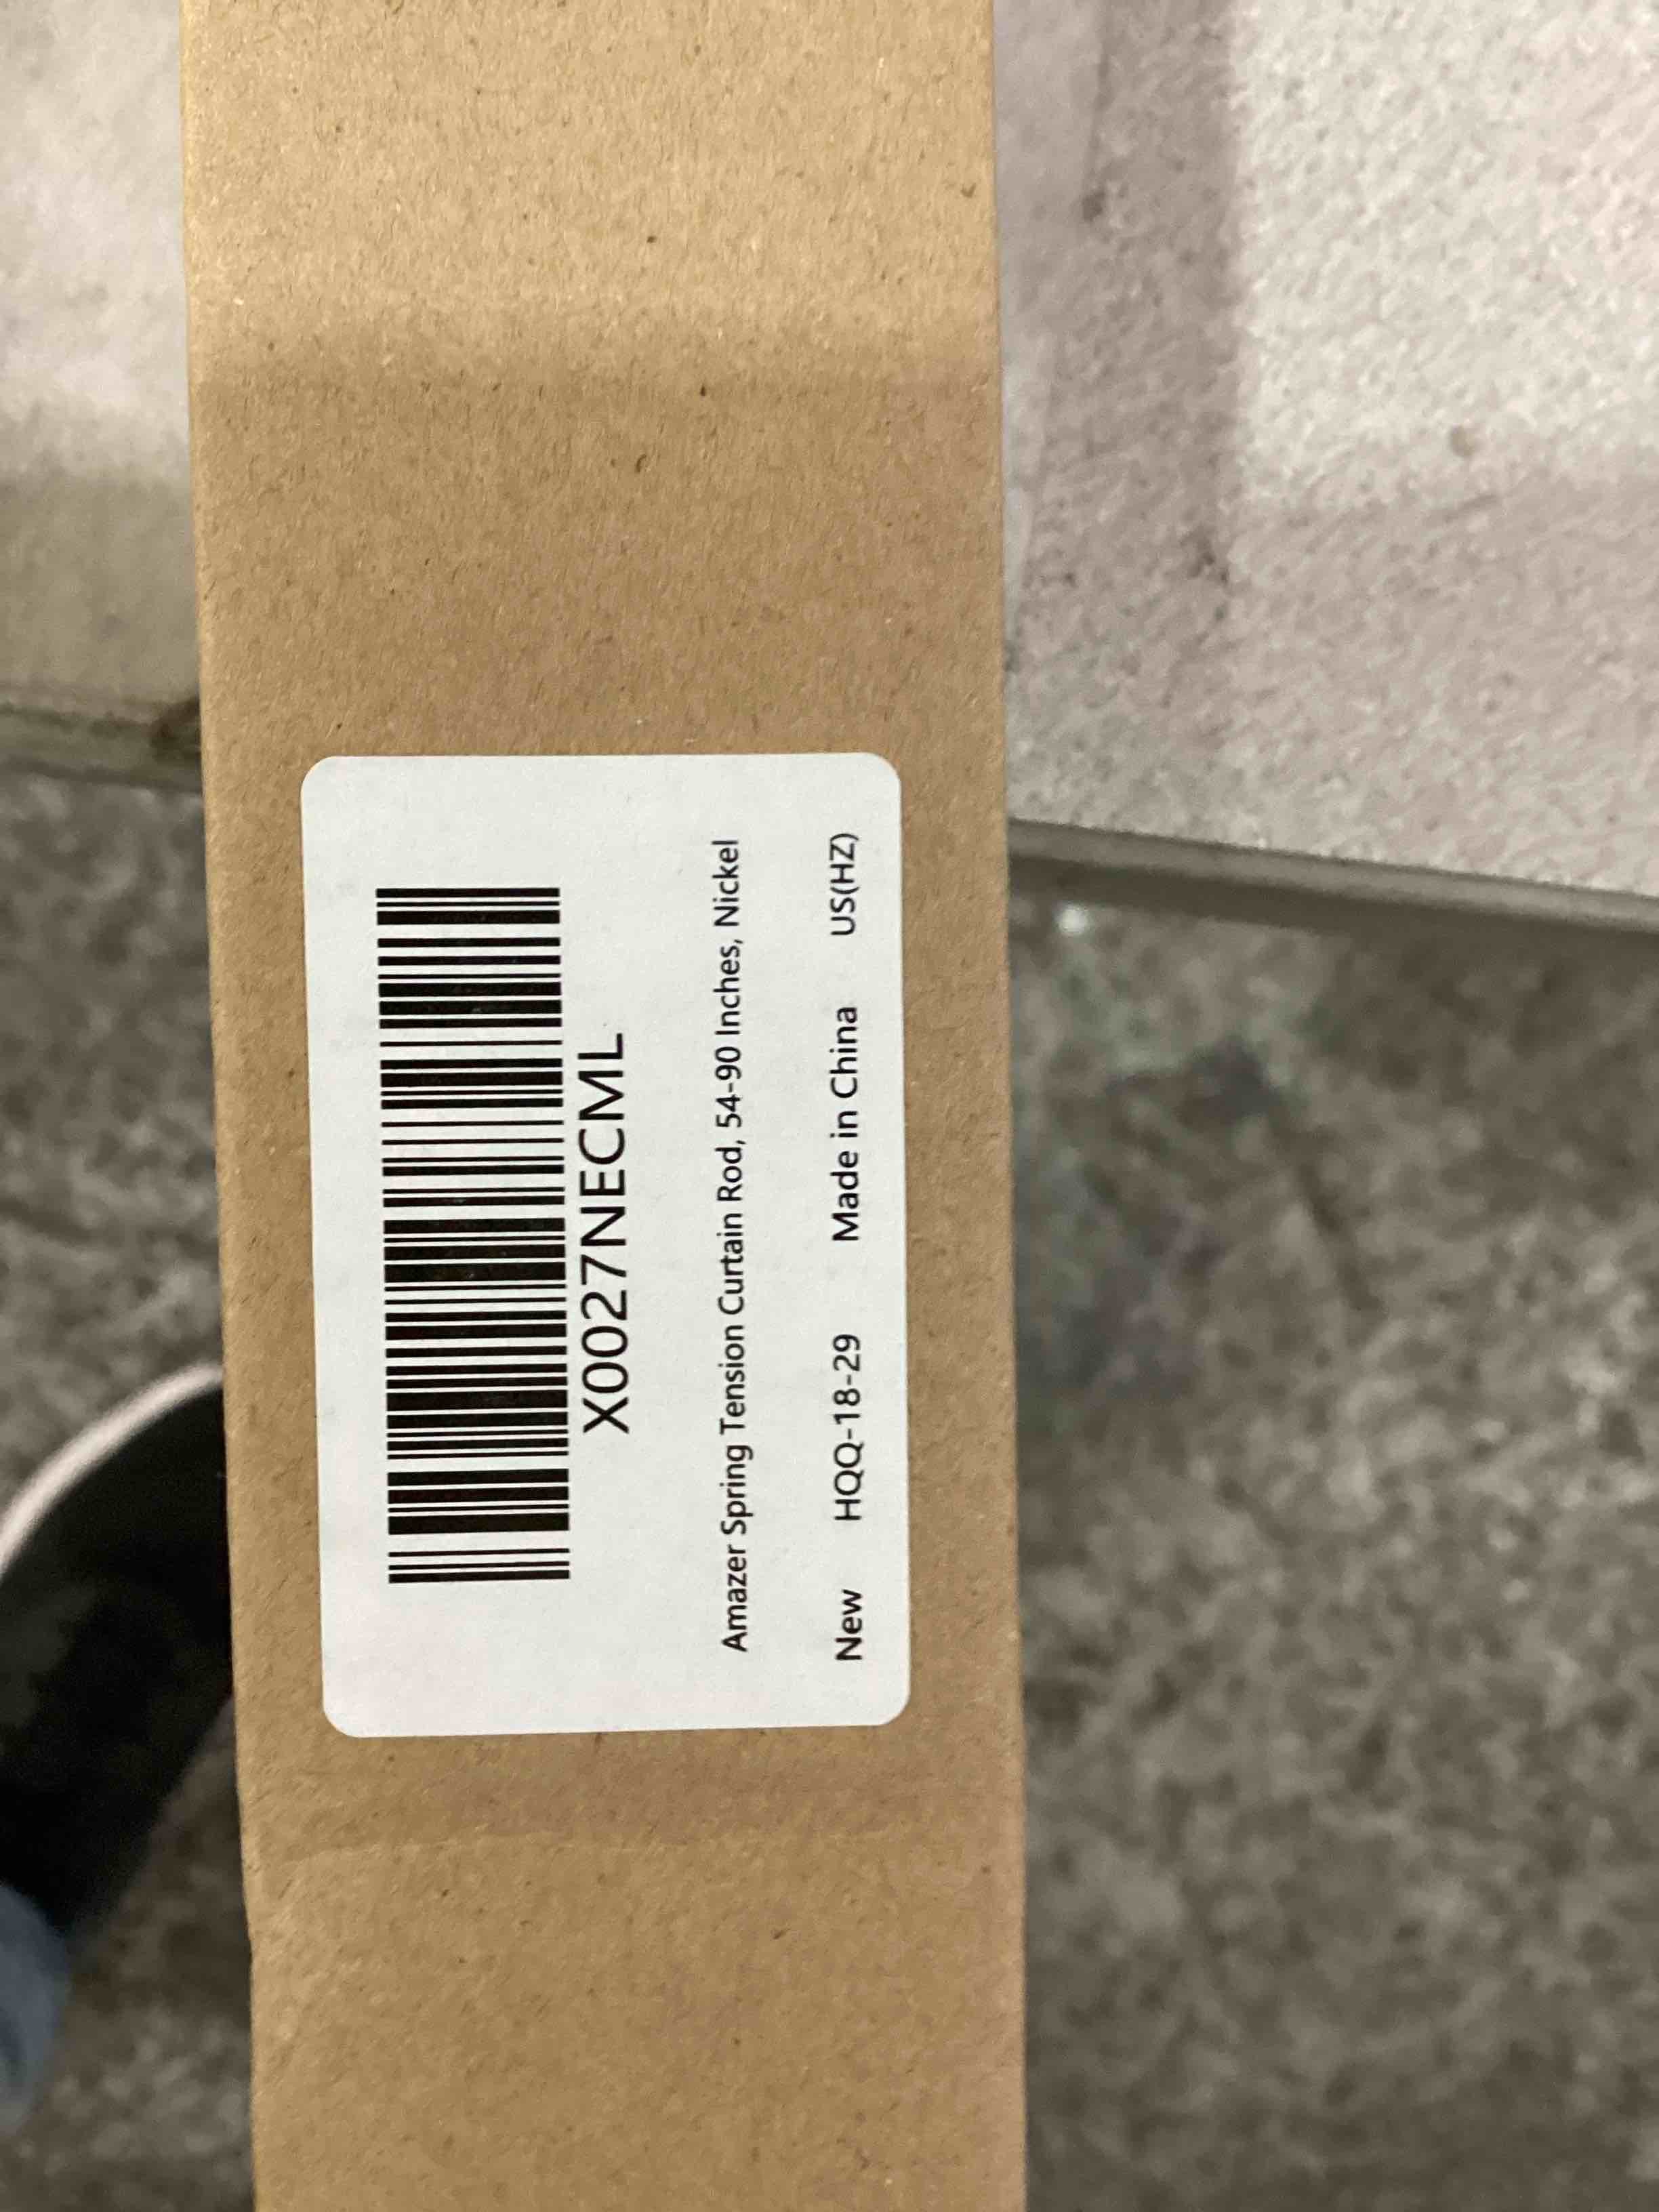 X0027NECML
Amazer Spring Tension Curtain Rod, 54-90 Inches, Nickel
New HQQ-18-29 Made in China US(HZ)